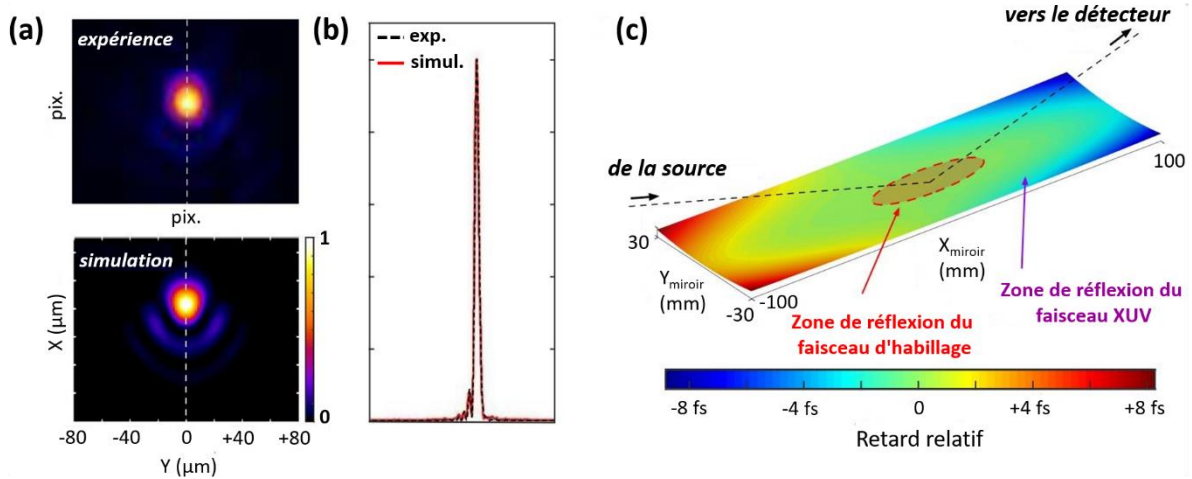 (a)
expérience
pix.
pix.
simulation
1
0
X (µm)
-80
-40
0
+40
+80
Y (µm)
(b)
exp.
simul.
(c)
vers le détecteur
de la source
100
30
Y miroir
(mm)
-30
-100
X miroir
(mm)
Zone de réflexion du
faisceau XUV
Zone de réflexion du
faisceau d'habillage
-8 fs
-4 fs
0
+4 fs
+8 fs
Retard relatif